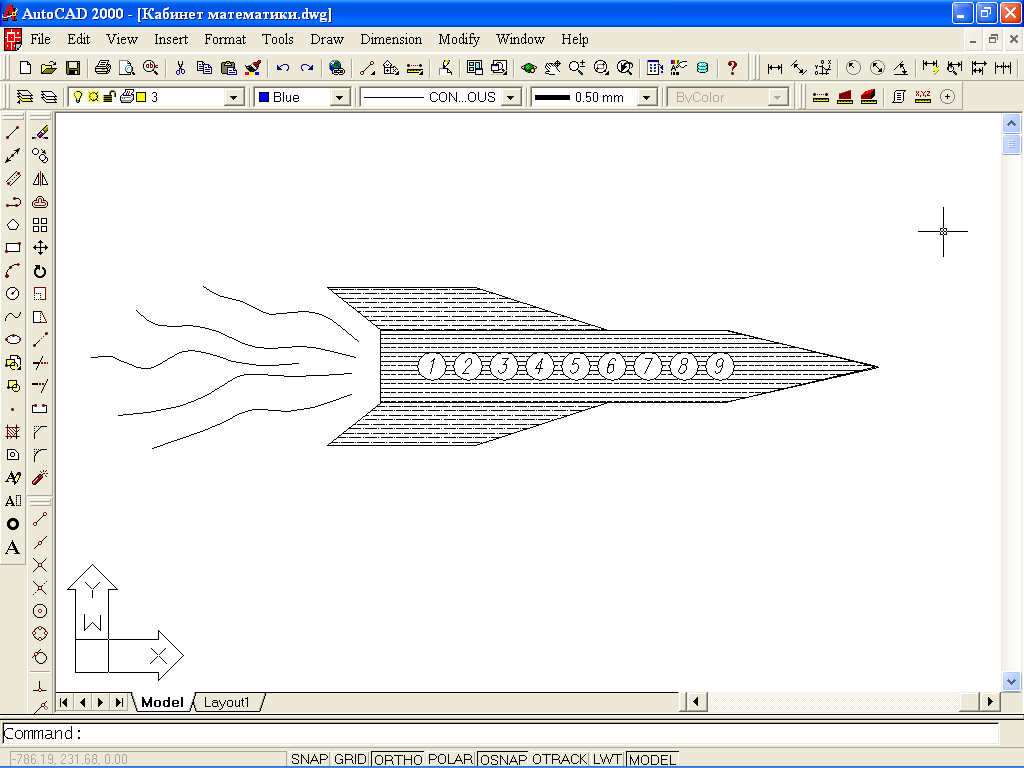 AutoCAD 2000 - [Кабинет математики.dwg]
File Edit View Insert Format Tools Draw Dimension Modify Window Help
3 Blue CON...OUS 0.50 mm ByColor
1 2 3 4 5 6 7 8 9
Y
W
X
Model Layout1
Command:
-786.19, 231.68, 0.00 SNAP GRID ORTHO POLAR OSNAP OTRACK LWT MODEL